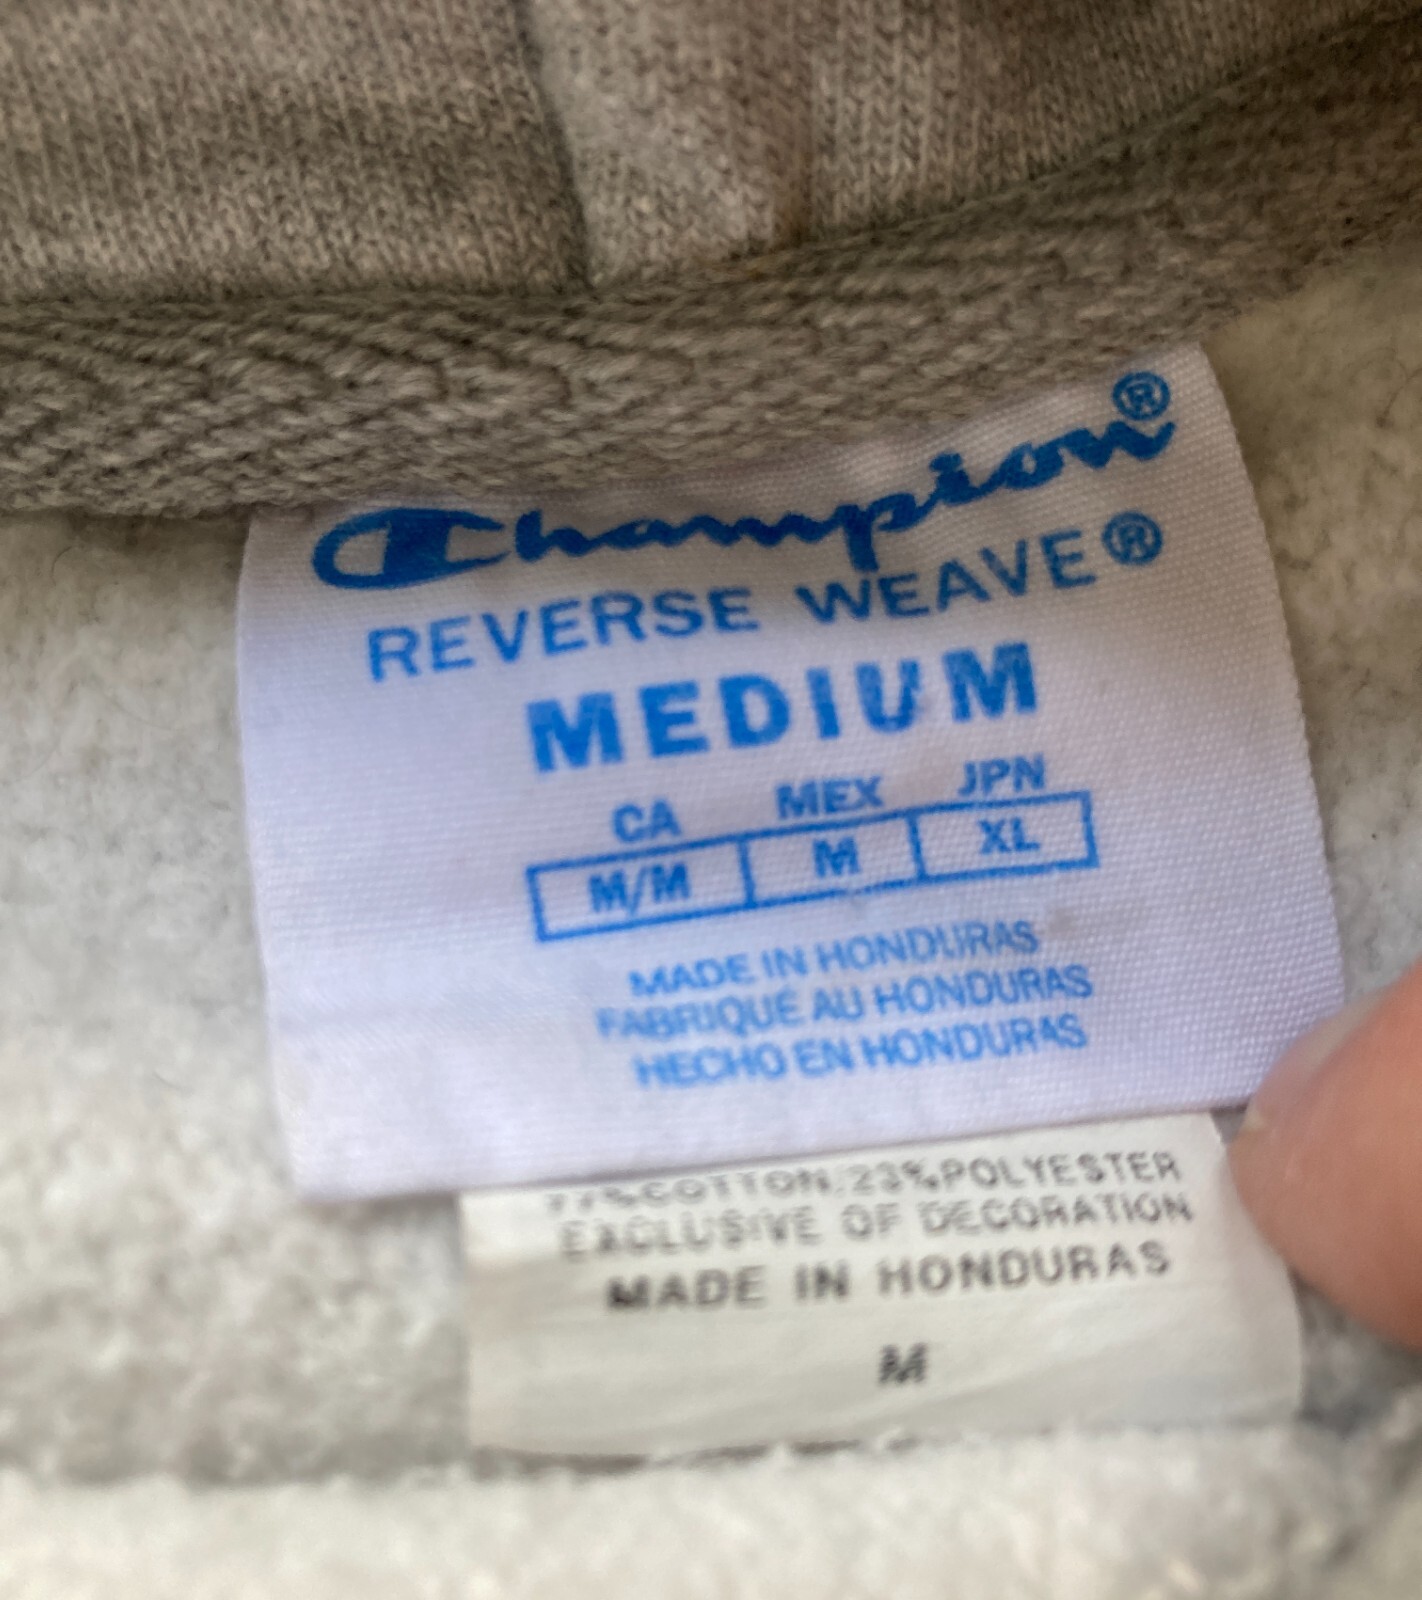 Champion®
REVERSE WEAVE®
MEDIUM
CA MEX JPN
M/M M XL
MADE IN HONDURAS
FABRIQUÉ AU HONDURAS
HECHO EN HONDURAS
77% COTTON/23% POLYESTER
EXCLUSIVE OF DECORATION
MADE IN HONDURAS
M